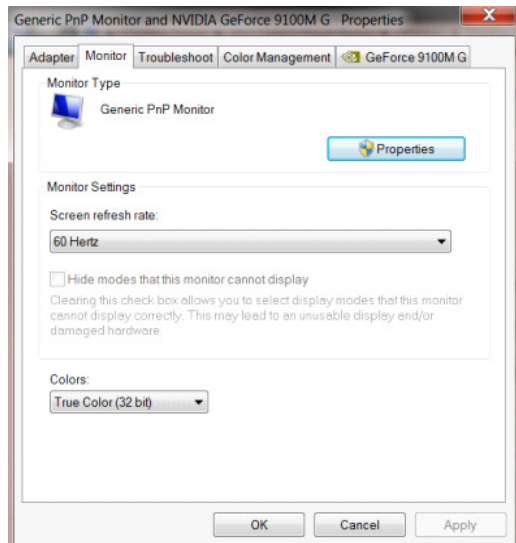 Generic PnP Monitor and NVIDIA GeForce 9100M G Properties
X
Adapter Monitor Troubleshoot Color Management GeForce 9100M G
Monitor Type
Generic PnP Monitor
Properties
Monitor Settings
Screen refresh rate:
60 Hertz
Hide modes that this monitor cannot display
Clearing this check box allows you to select display modes that this monitor
cannot display correctly. This may lead to an unusable display and/or
damaged hardware.
Colors:
True Color (32 bit)
OK Cancel Apply